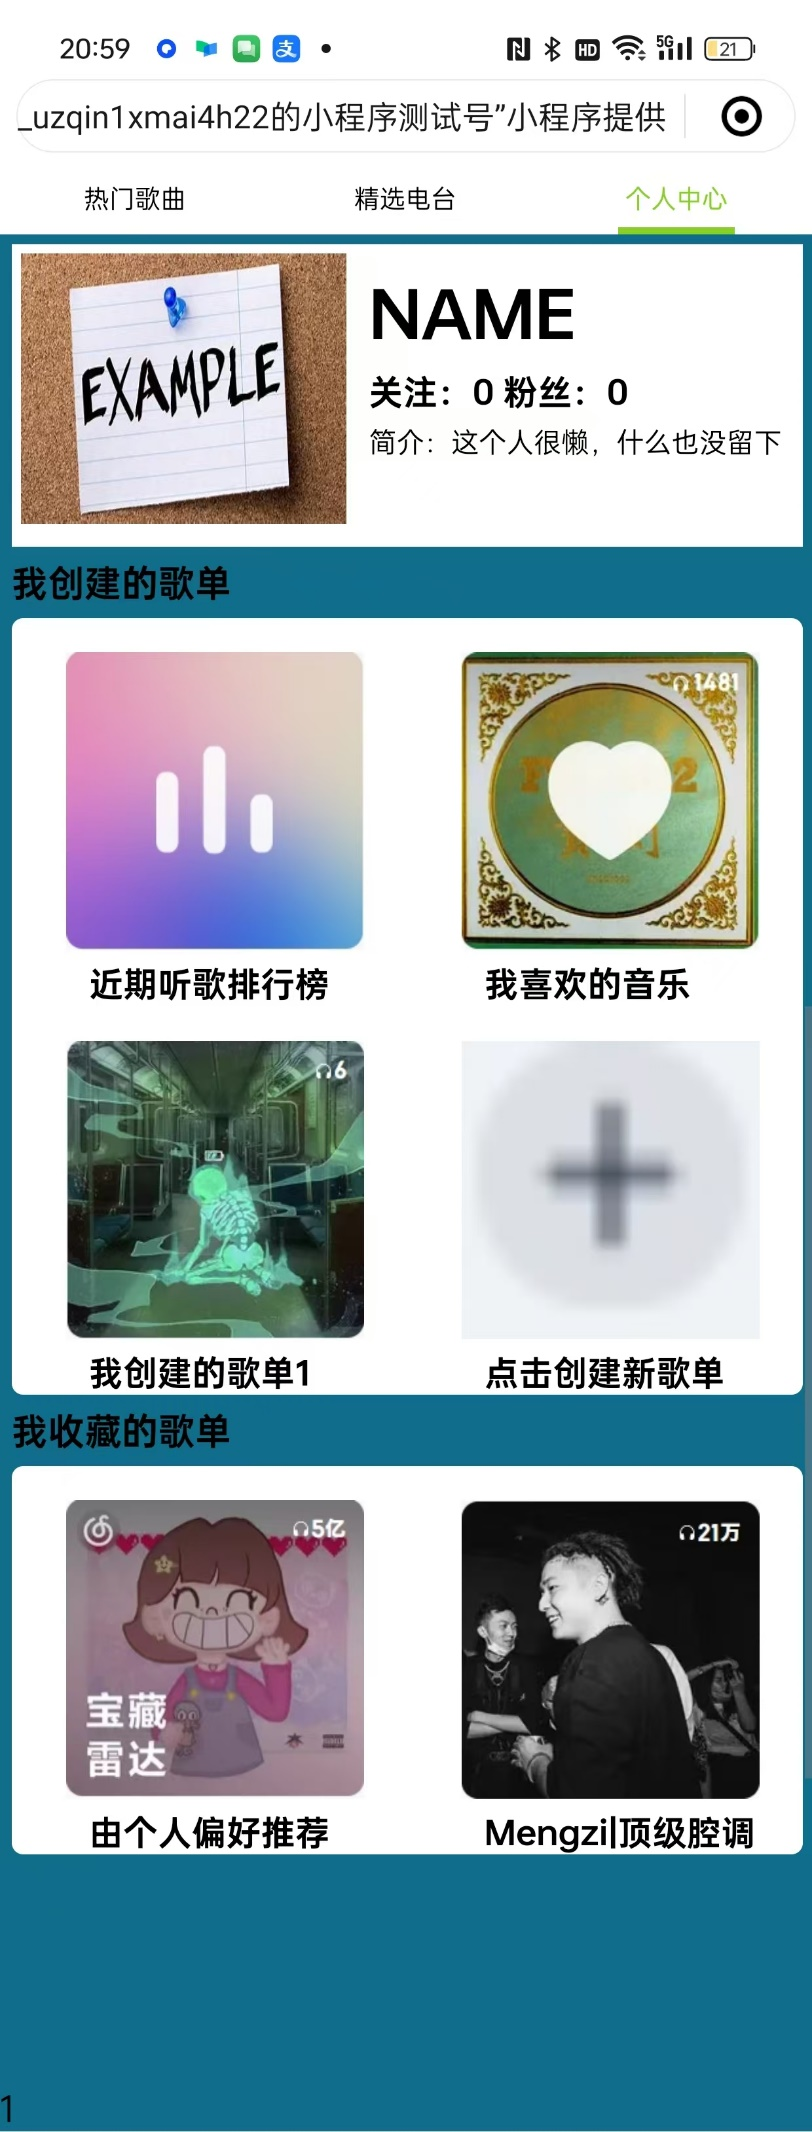 20:59
HD
5G
21
_uzqin1xmai4h22的小程序测试号”小程序提供
热门歌曲 精选电台 个人中心
EXAMPLE
NAME
关注：0 粉丝：0
简介：这个人很懒，什么也没留下
我创建的歌单
1481
近期听歌排行榜 我喜欢的音乐
6
我创建的歌单1 点击创建新歌单
我收藏的歌单
5亿 21万
宝藏
雷达
由个人偏好推荐 Mengzi|顶级腔调
1